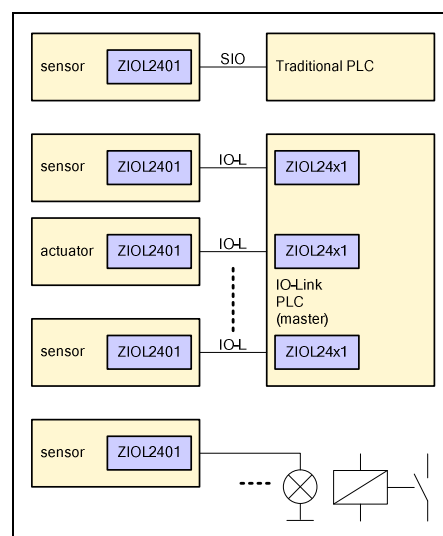 sensor ZIOL2401 SIO Traditional PLC
sensor ZIOL2401 IO-L ZIOL24x1
actuator ZIOL2401 IO-L ZIOL24x1
IO-Link
PLC
(master)
sensor ZIOL2401 IO-L ZIOL24x1
sensor ZIOL2401